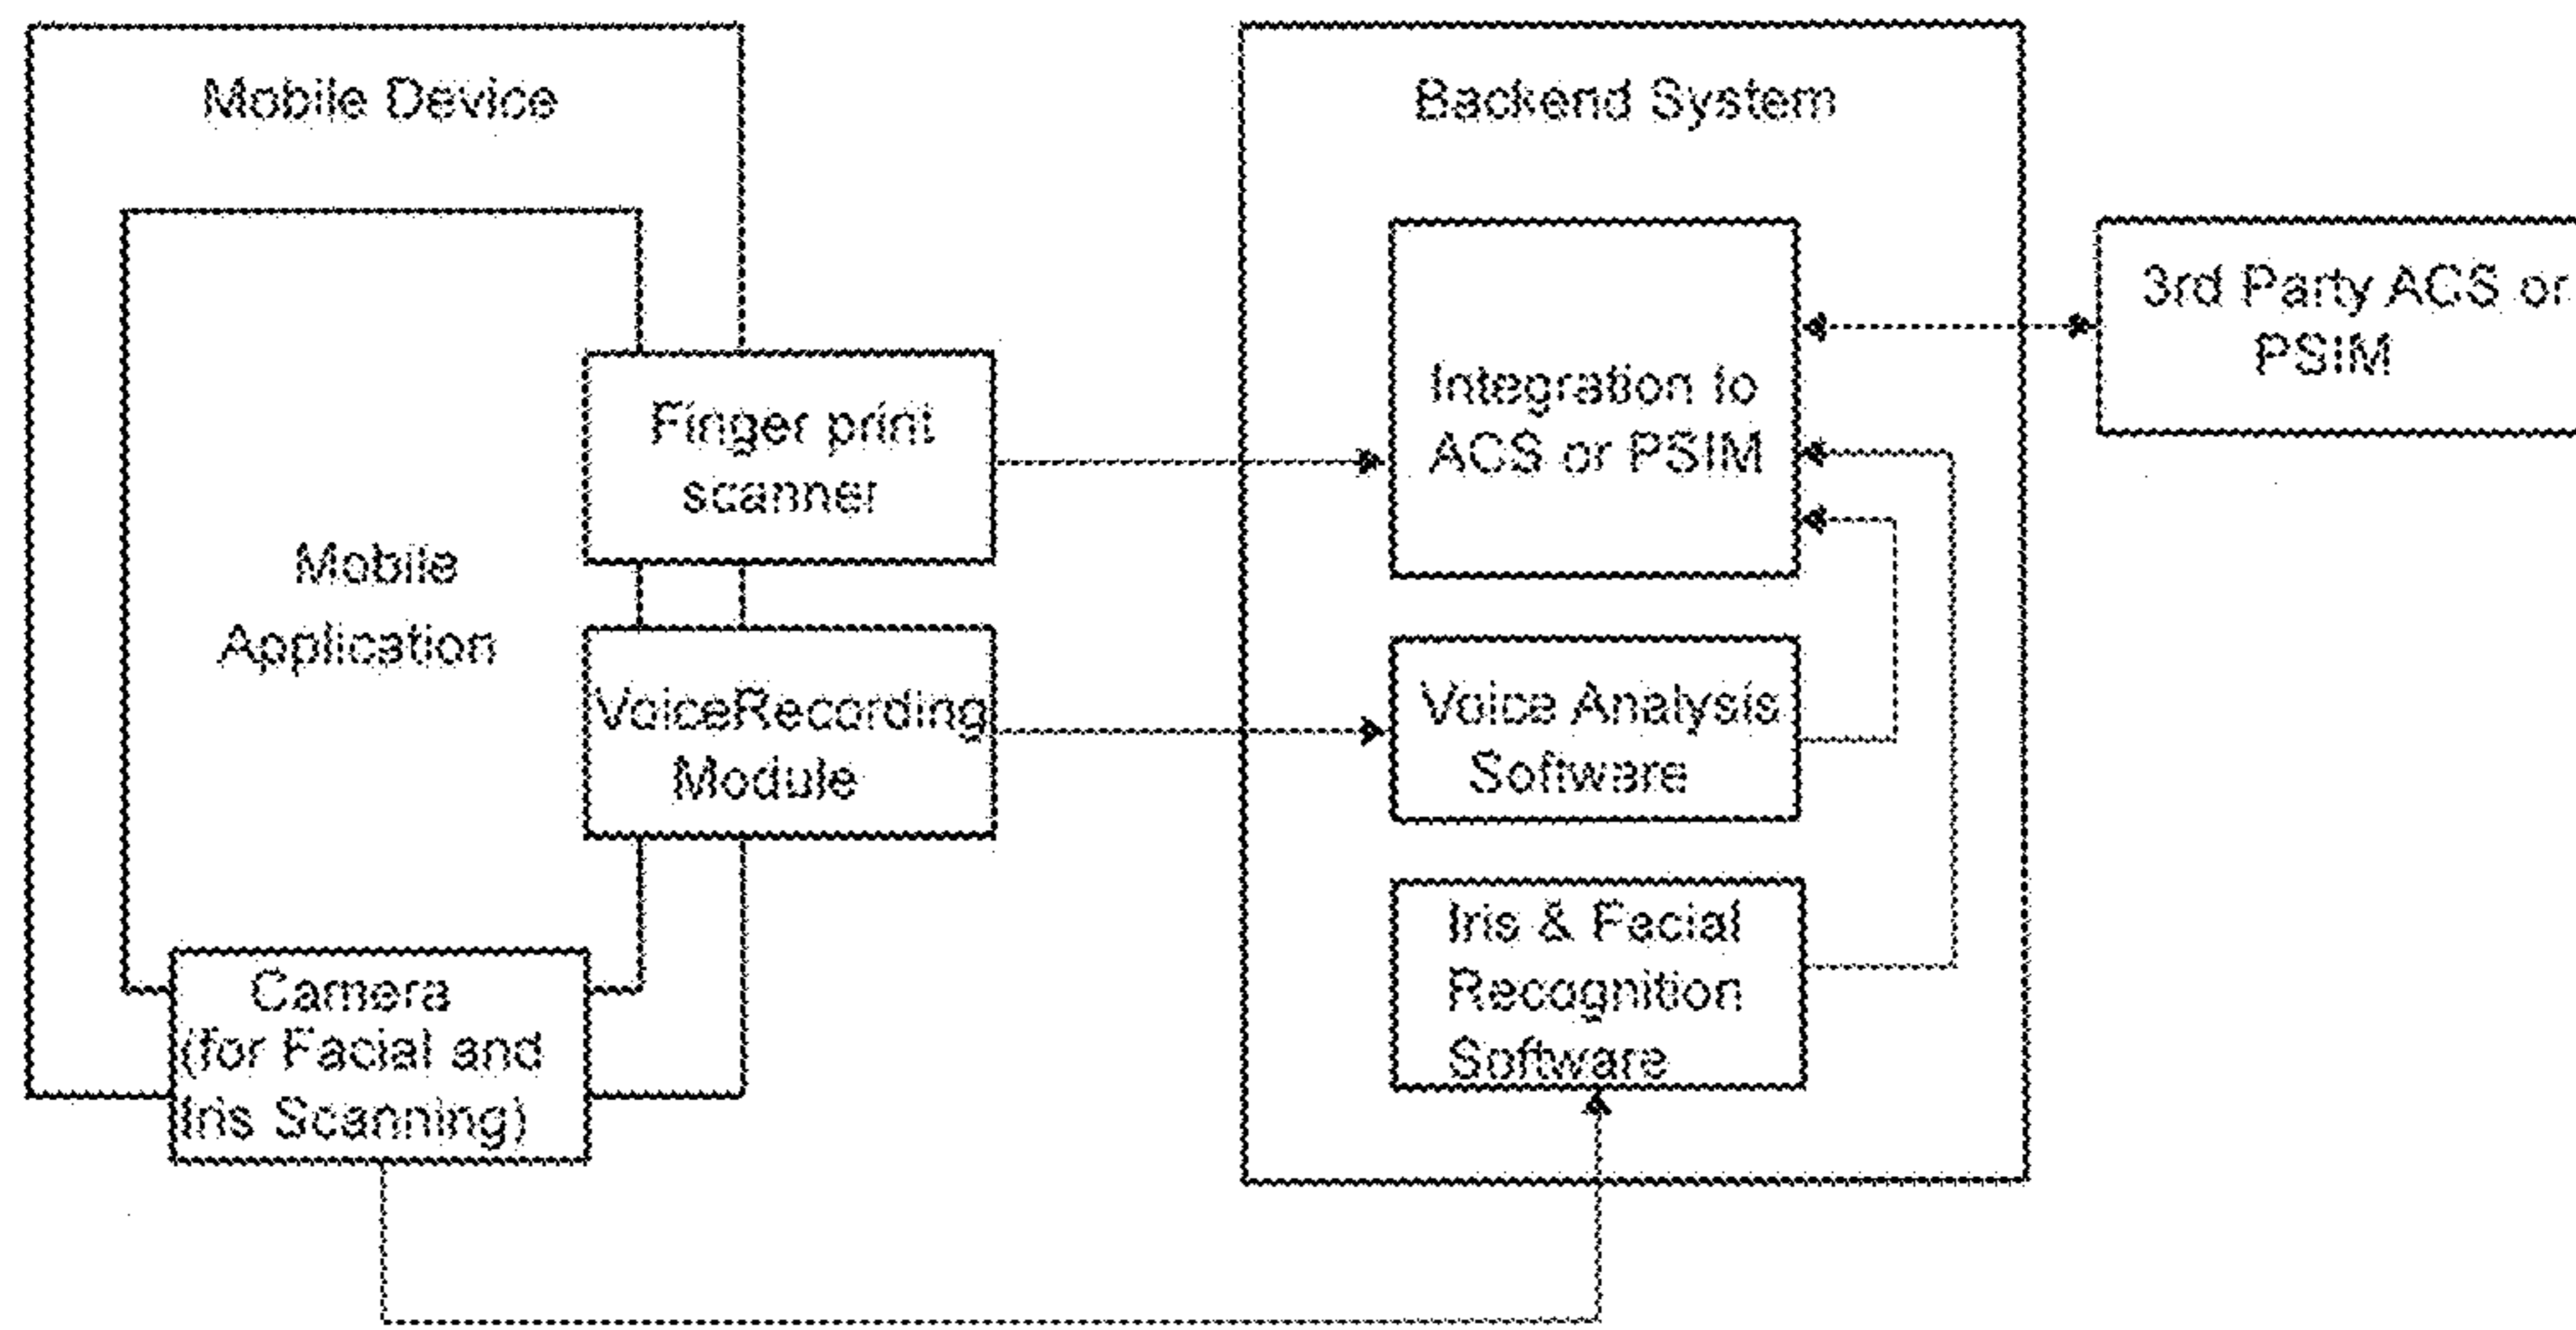 Mobile Device
Mobile
Application
Finger print
scanner
VoiceRecording
Module
Camera
(for Facial and
Iris Scanning)
Backend System
Integration to
ACS or PSIM
Voice Analysis
Software
Iris & Facial
Recognition
Software
3rd Party ACS or
PSIM